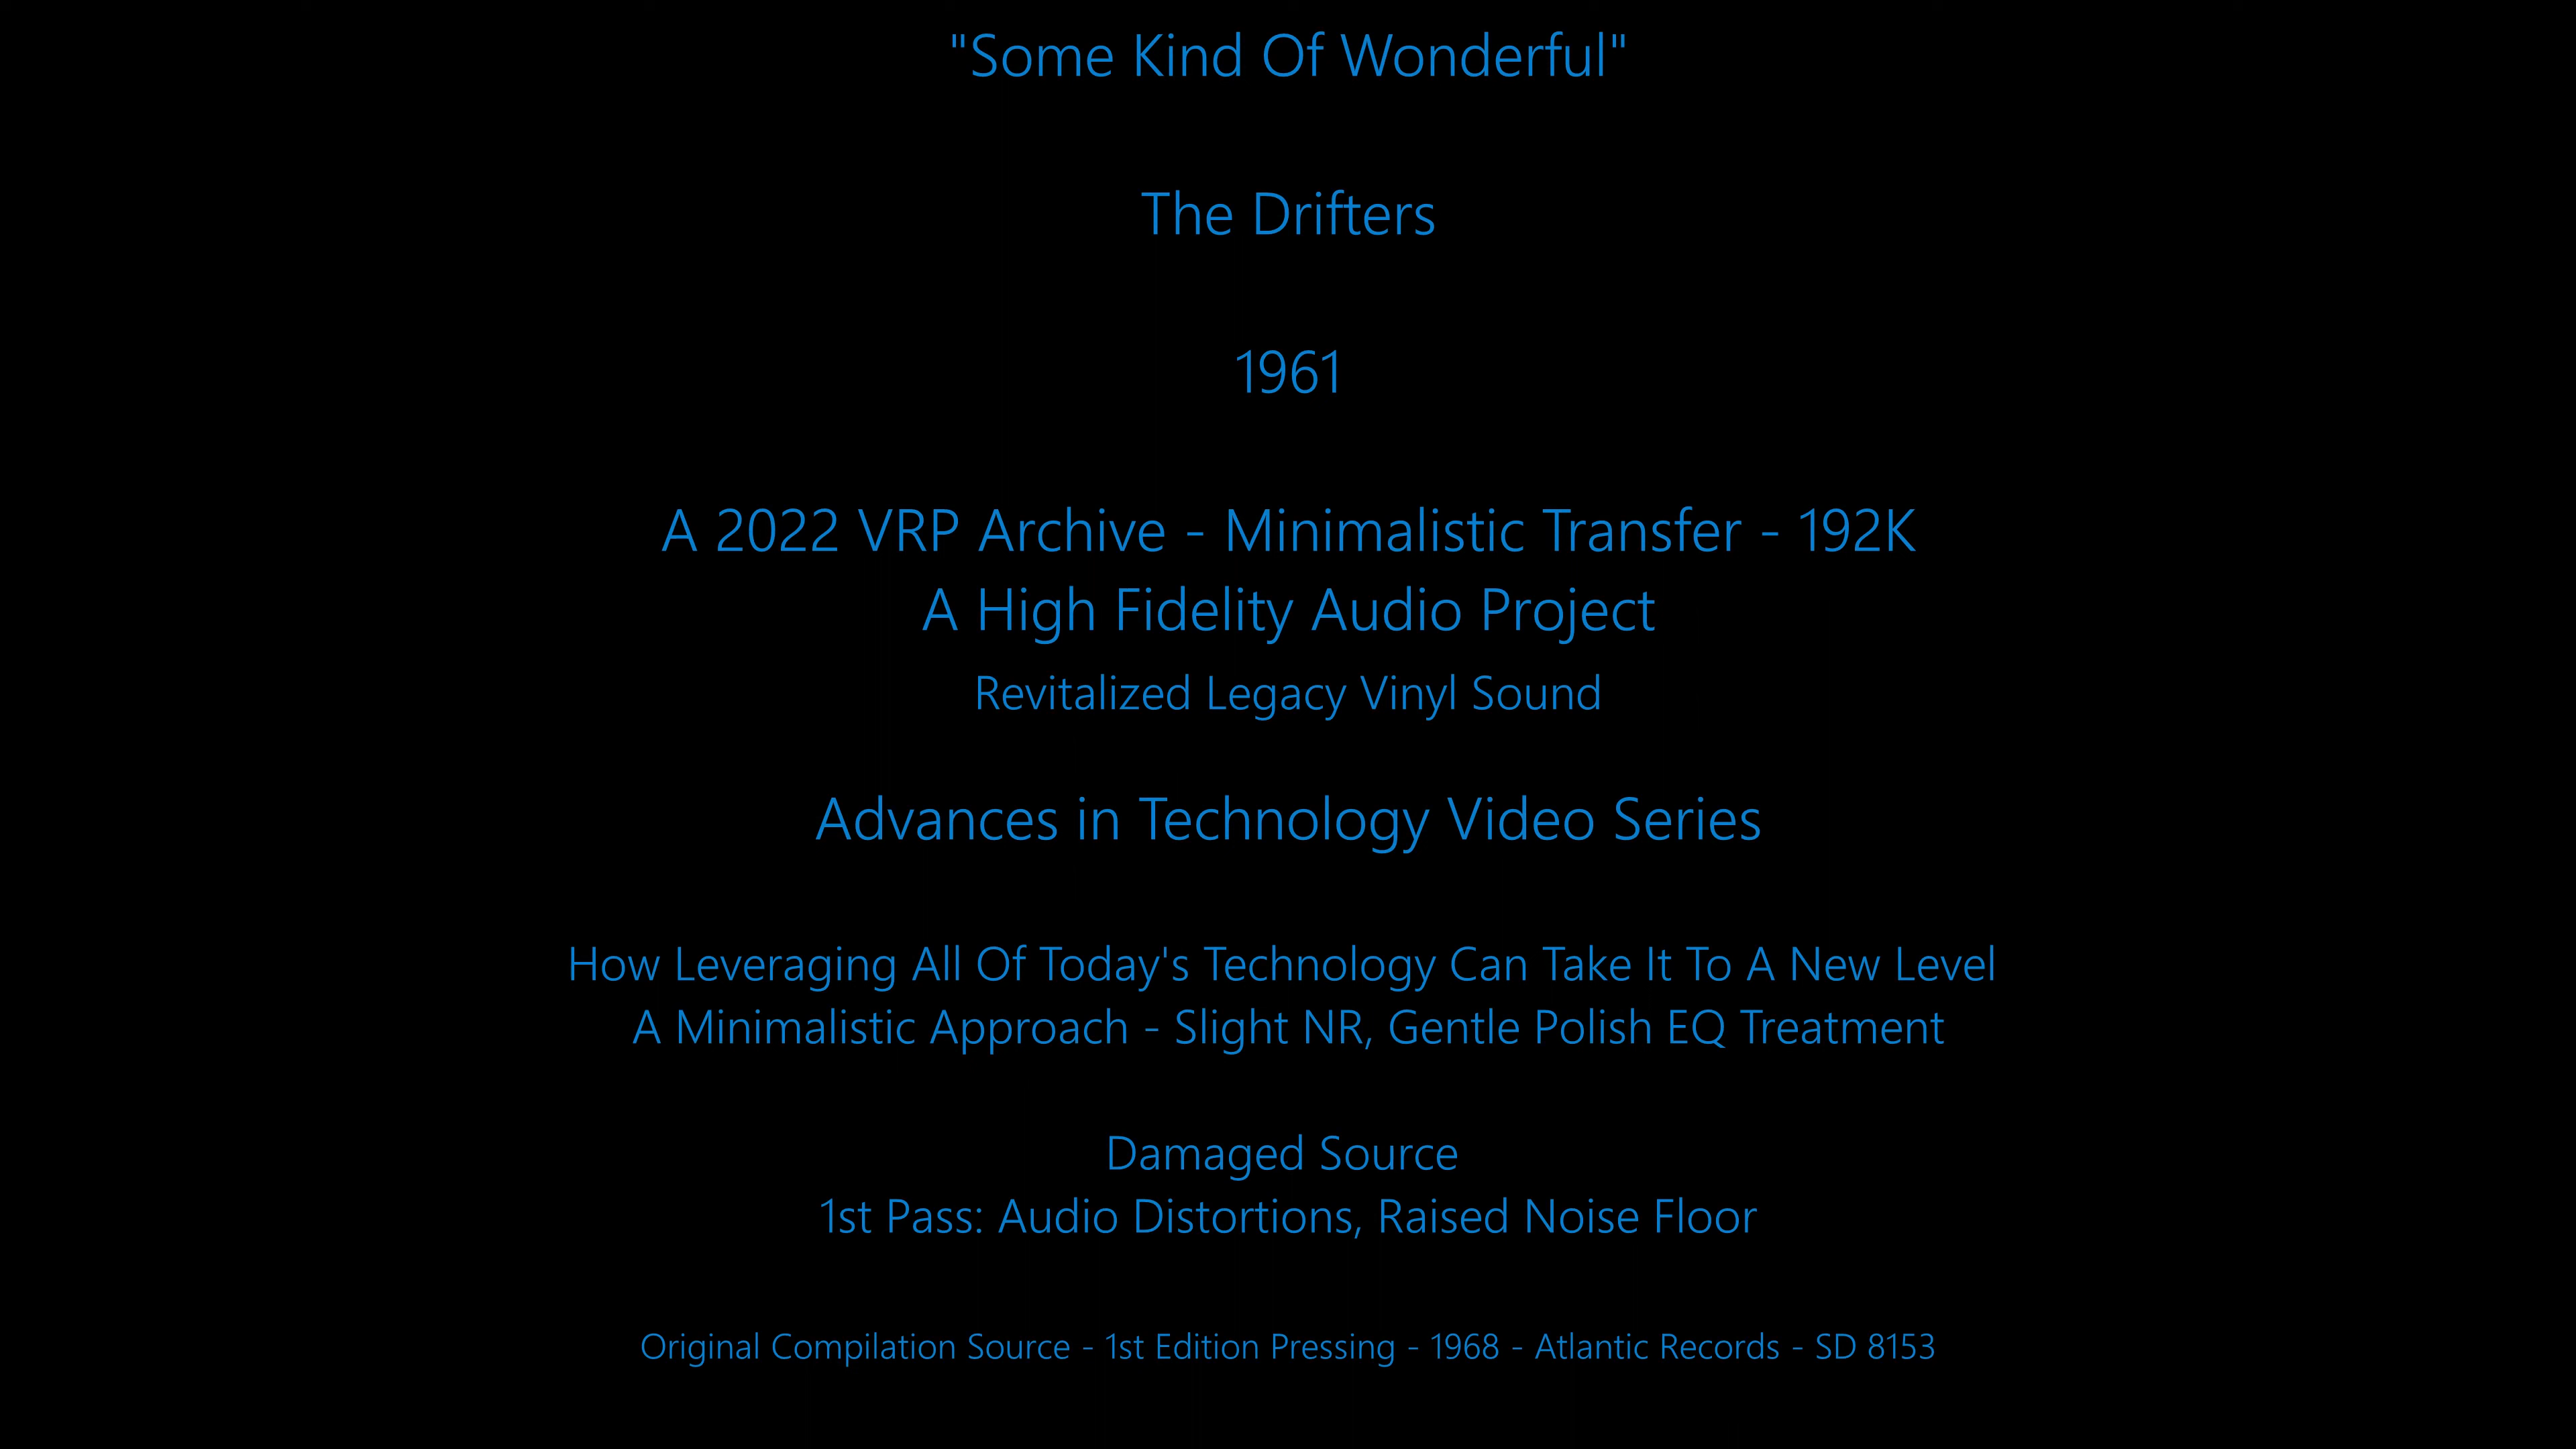 "Some Kind Of Wonderful"
The Drifters
1961
A 2022 VRP Archive - Minimalistic Transfer - 192K
A High Fidelity Audio Project
Revitalized Legacy Vinyl Sound
Advances in Technology Video Series
How Leveraging All Of Today's Technology Can Take It To A New Level
A Minimalistic Approach - Slight NR, Gentle Polish EQ Treatment
Damaged Source
1st Pass: Audio Distortions, Raised Noise Floor
Original Compilation Source - 1st Edition Pressing - 1968 - Atlantic Records - SD 8153